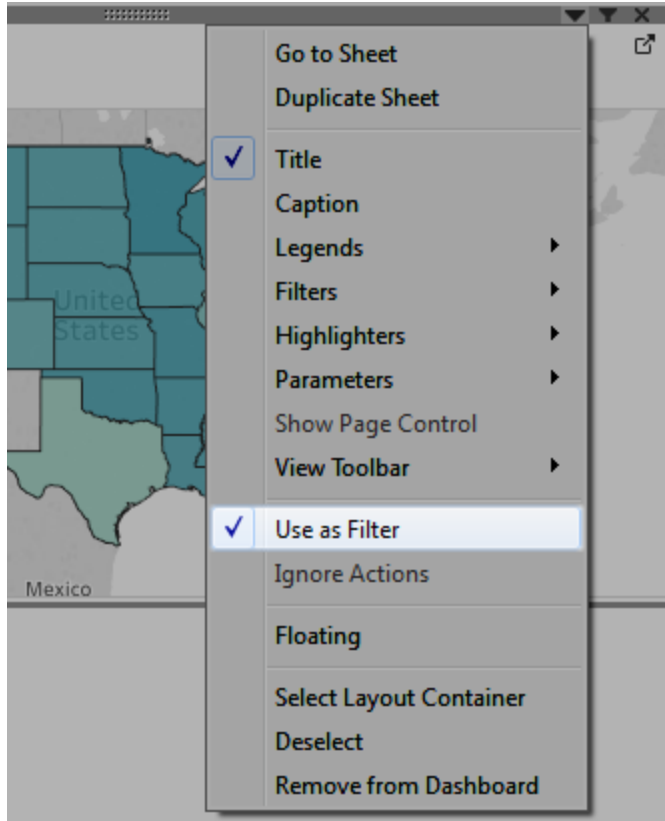 Go to Sheet
Duplicate Sheet
Title
Caption
Legends
Filters
Highlighters
Parameters
Show Page Control
View Toolbar
Use as Filter
Ignore Actions
Floating
Select Layout Container
Deselect
Remove from Dashboard
United
States
Mexico